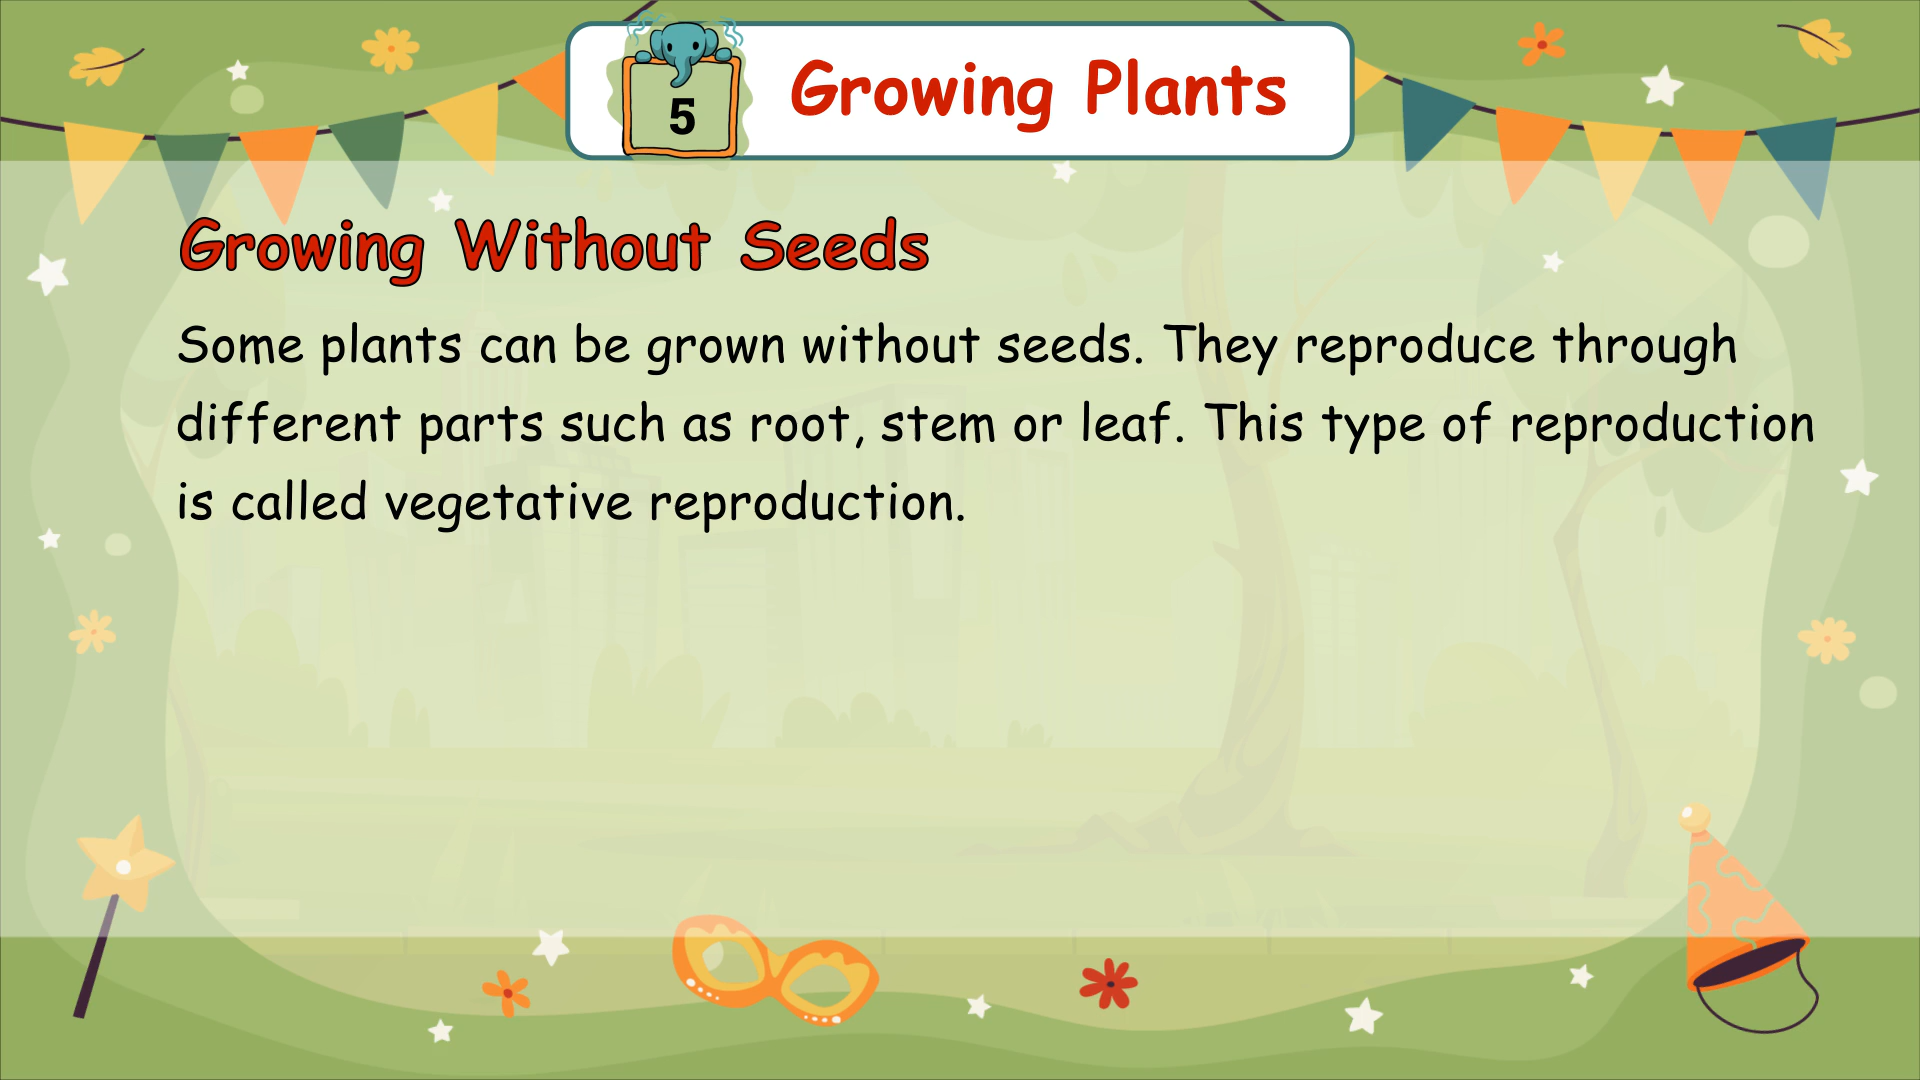 5
Growing Plants
Growing Without Seeds
Some plants can be grown without seeds. They reproduce through
different parts such as root, stem or leaf. This type of reproduction
is called vegetative reproduction.